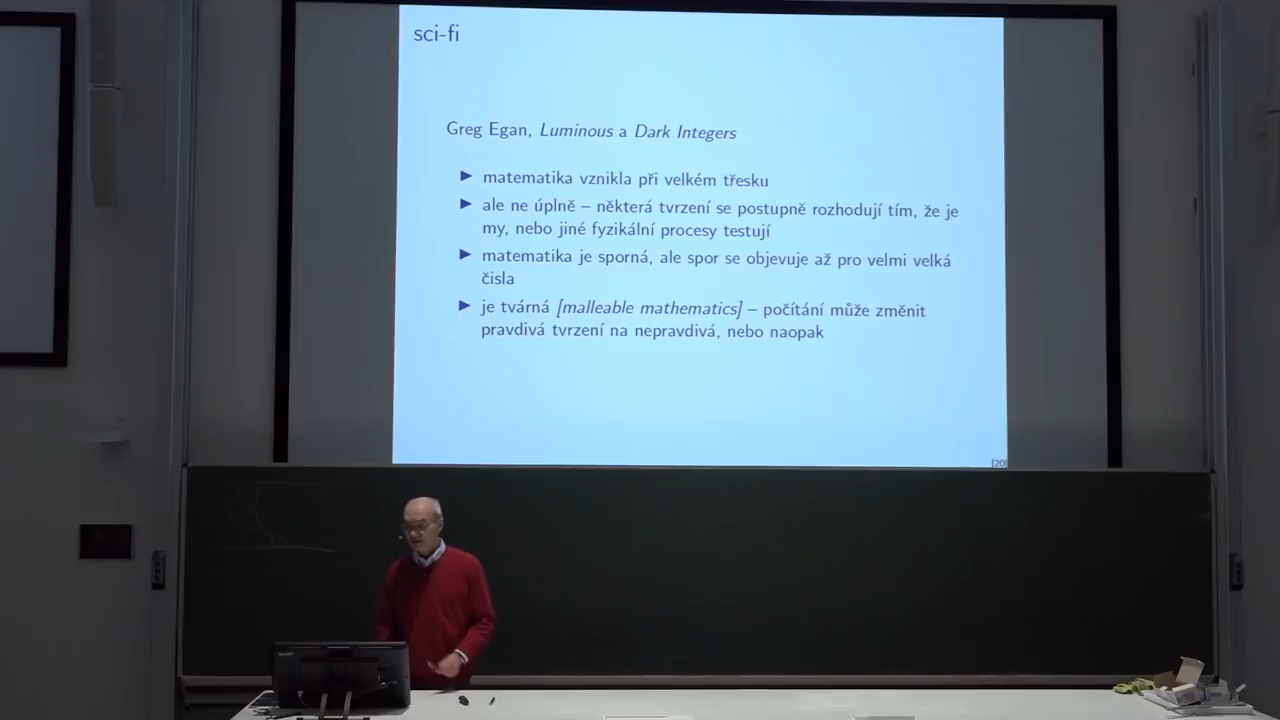 sci-fi
Greg Egan, Luminous a Dark Integers
▶ matematika vznikla při velkém třesku
▶ ale ne úplně – některá tvrzení se postupně rozhodují tím, že je
my, nebo jiné fyzikální procesy testují
▶ matematika je sporná, ale spor se objevuje až pro velmi velká
čisla
▶ je tvárná [malleable mathematics] – počítání může změnit
pravdivá tvrzení na nepravdivá, nebo naopak
[20]